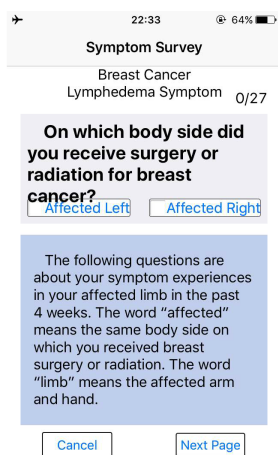 22:33 64%
Symptom Survey
Breast Cancer
Lymphedema Symptom 0/27
On which body side did
you receive surgery or
radiation for breast
cancer?
Affected Left Affected Right
The following questions are
about your symptom experiences
in your affected limb in the past
4 weeks. The word “affected”
means the same body side on
which you received breast
surgery or radiation. The word
“limb” means the affected arm
and hand.
Cancel Next Page